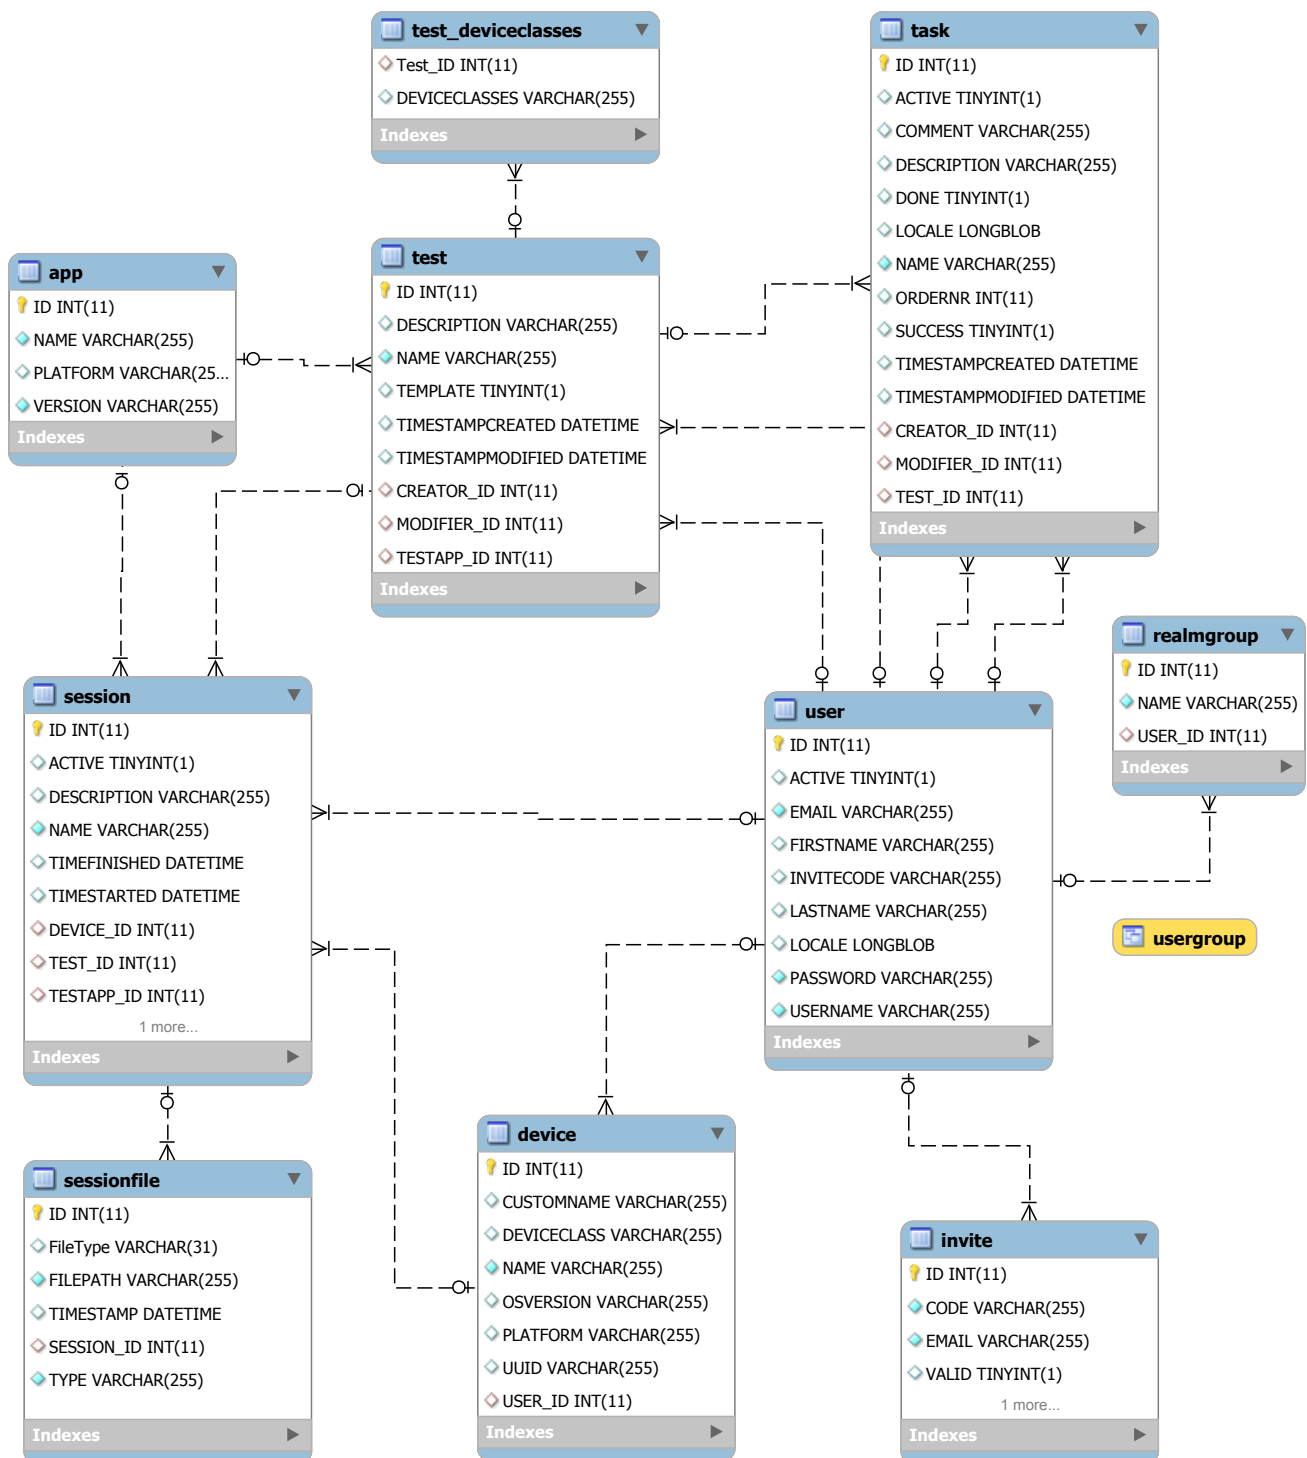 test_deviceclasses
Test_ID INT(11)
DEVICECLASSES VARCHAR(255)
Indexes
task
ID INT(11)
ACTIVE TINYINT(1)
COMMENT VARCHAR(255)
DESCRIPTION VARCHAR(255)
DONE TINYINT(1)
LOCALE LONGBLOB
NAME VARCHAR(255)
ORDERNR INT(11)
SUCCESS TINYINT(1)
TIMESTAMPCREATED DATETIME
TIMESTAMPMODIFIED DATETIME
CREATOR_ID INT(11)
MODIFIER_ID INT(11)
TEST_ID INT(11)
Indexes
app
ID INT(11)
NAME VARCHAR(255)
PLATFORM VARCHAR(25...
VERSION VARCHAR(255)
Indexes
test
ID INT(11)
DESCRIPTION VARCHAR(255)
NAME VARCHAR(255)
TEMPLATE TINYINT(1)
TIMESTAMPCREATED DATETIME
TIMESTAMPMODIFIED DATETIME
CREATOR_ID INT(11)
MODIFIER_ID INT(11)
TESTAPP_ID INT(11)
Indexes
realmgroup
ID INT(11)
NAME VARCHAR(255)
USER_ID INT(11)
Indexes
session
ID INT(11)
ACTIVE TINYINT(1)
DESCRIPTION VARCHAR(255)
NAME VARCHAR(255)
TIMEFINISHED DATETIME
TIMESTARTED DATETIME
DEVICE_ID INT(11)
TEST_ID INT(11)
TESTAPP_ID INT(11)
1 more...
Indexes
user
ID INT(11)
ACTIVE TINYINT(1)
EMAIL VARCHAR(255)
FIRSTNAME VARCHAR(255)
INVITECODE VARCHAR(255)
LASTNAME VARCHAR(255)
LOCALE LONGBLOB
PASSWORD VARCHAR(255)
USERNAME VARCHAR(255)
Indexes
usergroup
sessionfile
ID INT(11)
FileType VARCHAR(31)
FILEPATH VARCHAR(255)
TIMESTAMP DATETIME
SESSION_ID INT(11)
TYPE VARCHAR(255)
Indexes
device
ID INT(11)
CUSTOMNAME VARCHAR(255)
DEVICECLASS VARCHAR(255)
NAME VARCHAR(255)
OSVERSION VARCHAR(255)
PLATFORM VARCHAR(255)
UUID VARCHAR(255)
USER_ID INT(11)
Indexes
invite
ID INT(11)
CODE VARCHAR(255)
EMAIL VARCHAR(255)
VALID TINYINT(1)
1 more...
Indexes